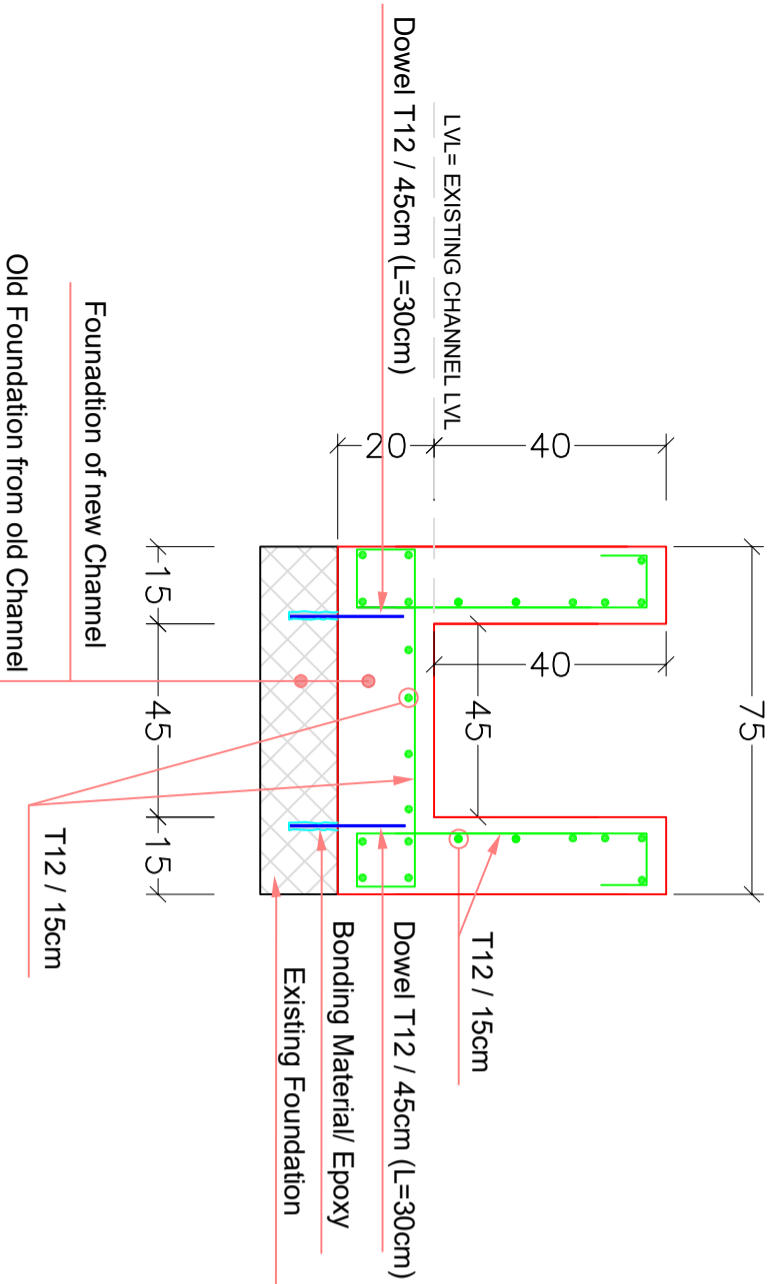 75
40
20
40
45
LVL= EXISTING CHANNEL LVL
Dowel T12 / 45cm (L=30cm)
T12 / 15cm
Dowel T12 / 45cm (L=30cm)
Bonding Material/ Epoxy
Existing Foundation
15
45
15
Founadtion of new Channel
Old Foundation from old Channel
T12 / 15cm